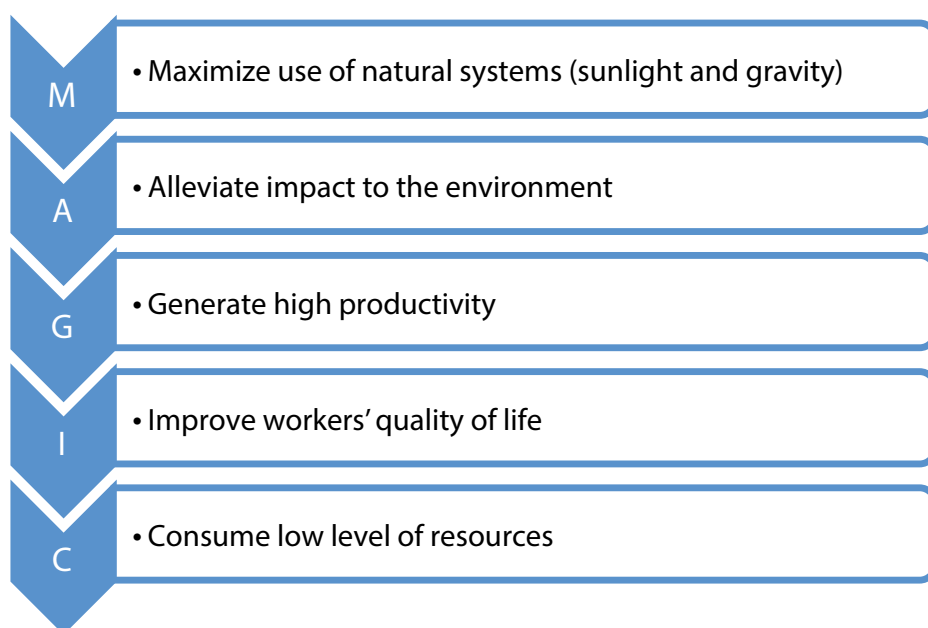 M
• Maximize use of natural systems (sunlight and gravity)
A
• Alleviate impact to the environment
G
• Generate high productivity
I
• Improve workers’ quality of life
C
• Consume low level of resources